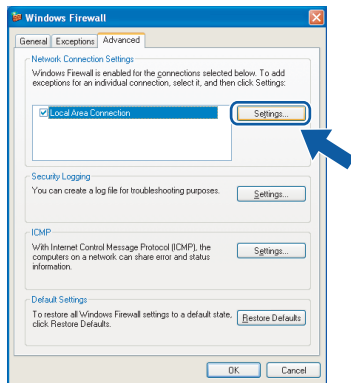 Windows Firewall
General Exceptions Advanced
Network Connection Settings
Windows Firewall is enabled for the connections selected below. To add
exceptions for an individual connection, select it, and then click Settings:
Local Area Connection
Settings...
Security Logging
You can create a log file for troubleshooting purposes.
Settings...
ICMP
With Internet Control Message Protocol (ICMP), the
computers on a network can share error and status
information.
Settings...
Default Settings
To restore all Windows Firewall settings to a default state,
click Restore Defaults.
Restore Defaults
OK Cancel